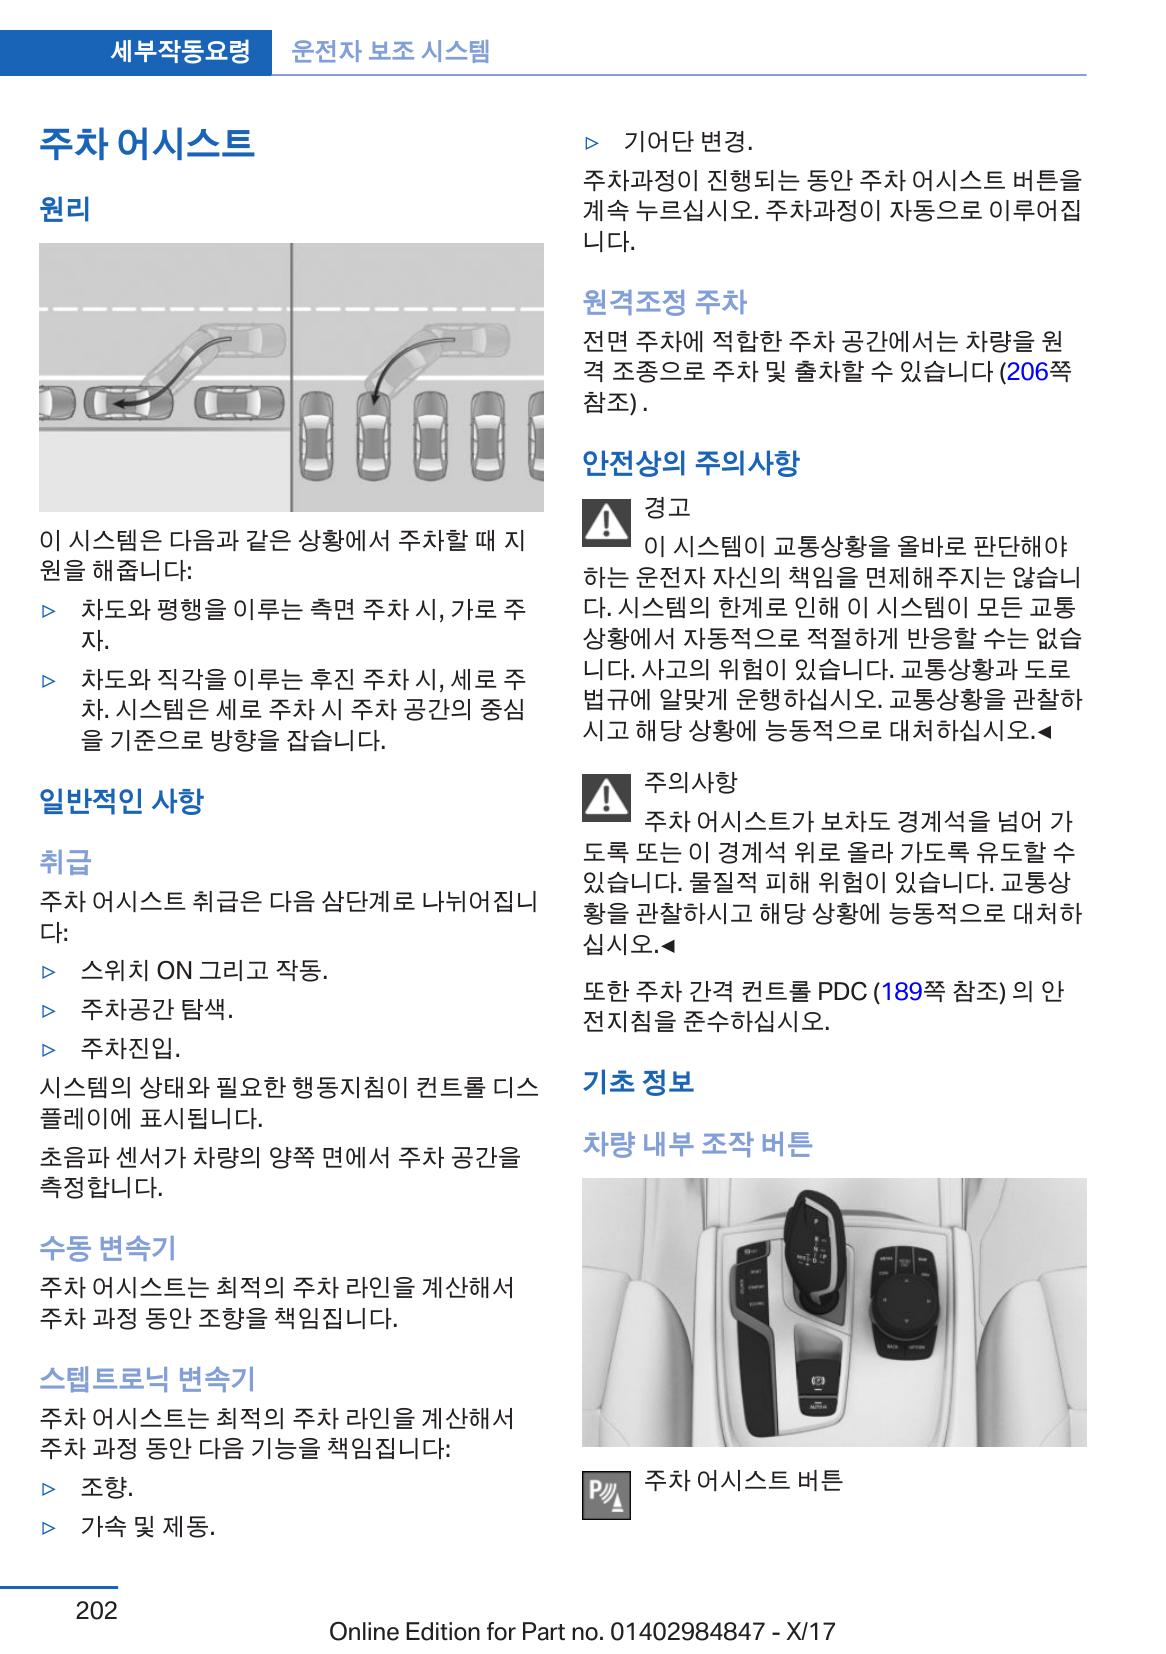 세부작동요령
운전자 보조 시스템
주차 어시스트
원리
이 시스템은 다음과 같은 상황에서 주차할 때 지
원을 해줍니다:
▷ 차도와 평행을 이루는 측면 주차 시, 가로 주
자.
▷ 차도와 직각을 이루는 후진 주차 시, 세로 주
차. 시스템은 세로 주차 시 주차 공간의 중심
을 기준으로 방향을 잡습니다.
일반적인 사항
취급
주차 어시스트 취급은 다음 삼단계로 나뉘어집니
다:
▷ 스위치 ON 그리고 작동.
▷ 주차공간 탐색.
▷ 주차진입.
시스템의 상태와 필요한 행동지침이 컨트롤 디스
플레이에 표시됩니다.
초음파 센서가 차량의 양쪽 면에서 주차 공간을
측정합니다.
수동 변속기
주차 어시스트는 최적의 주차 라인을 계산해서
주차 과정 동안 조향을 책임집니다.
스텝트로닉 변속기
주차 어시스트는 최적의 주차 라인을 계산해서
주차 과정 동안 다음 기능을 책임집니다:
▷ 조향.
▷ 가속 및 제동.
▷ 기어단 변경.
주차과정이 진행되는 동안 주차 어시스트 버튼을
계속 누르십시오. 주차과정이 자동으로 이루어집
니다.
원격조정 주차
전면 주차에 적합한 주차 공간에서는 차량을 원
격 조종으로 주차 및 출차할 수 있습니다 (206쪽
참조) .
안전상의 주의사항
경고
이 시스템이 교통상황을 올바로 판단해야
하는 운전자 자신의 책임을 면제해주지는 않습니
다. 시스템의 한계로 인해 이 시스템이 모든 교통
상황에서 자동적으로 적절하게 반응할 수는 없습
니다. 사고의 위험이 있습니다. 교통상황과 도로
법규에 알맞게 운행하십시오. 교통상황을 관찰하
시고 해당 상황에 능동적으로 대처하십시오.◄
주의사항
주차 어시스트가 보차도 경계석을 넘어 가
도록 또는 이 경계석 위로 올라 가도록 유도할 수
있습니다. 물질적 피해 위험이 있습니다. 교통상
황을 관찰하시고 해당 상황에 능동적으로 대처하
십시오.◄
또한 주차 간격 컨트롤 PDC (189쪽 참조) 의 안
전지침을 준수하십시오.
기초 정보
차량 내부 조작 버튼
P
주차 어시스트 버튼
202
Online Edition for Part no. 01402984847 - X/17